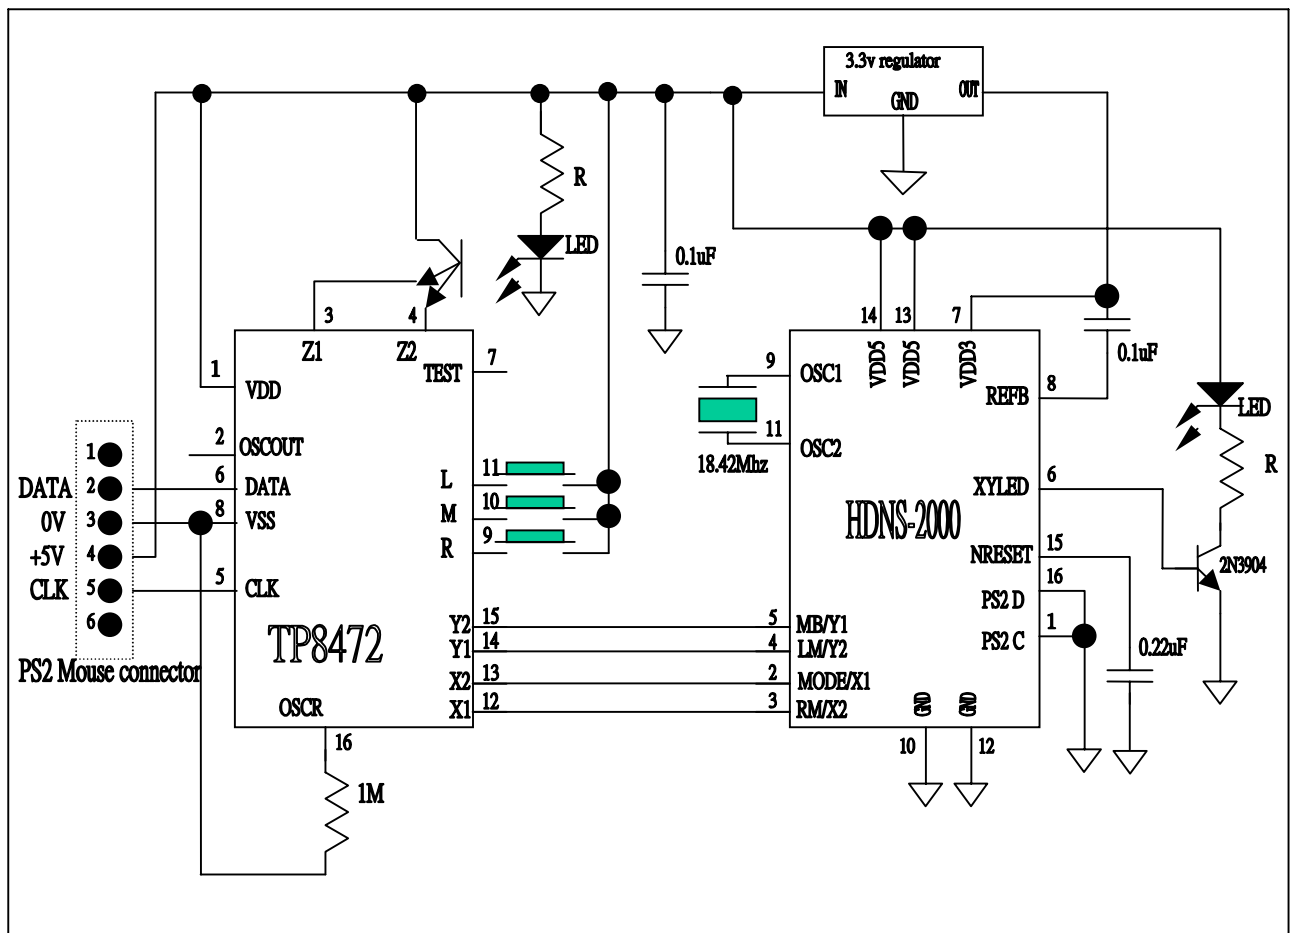 3.3v regulator
IN
OUT
GND
R
LED
0.1uF
3
4
14
13
7
Z1
Z2
7
TEST
1
VDD
9
OSC1
VDD5
VDD5
VDD3
0.1uF
8
REFB
LED
2
OSCOUT
11
OSC2
18.42Mhz
R
1
DATA
2
6
DATA
L
11
6
XYLED
0V
3
8
VSS
M
10
HDNS-2000
+5V
4
R
9
15
NRESET
2N3904
CLK
5
5
CLK
16
PS2 D
6
TP8472
Y2
15
5
MB/Y1
1
PS2 C
Y1
14
4
LM/Y2
0.22uF
PS2 Mouse connector
X2
13
2
MODE/X1
OSCR
X1
12
3
RM/X2
GND
GND
16
10
12
1M